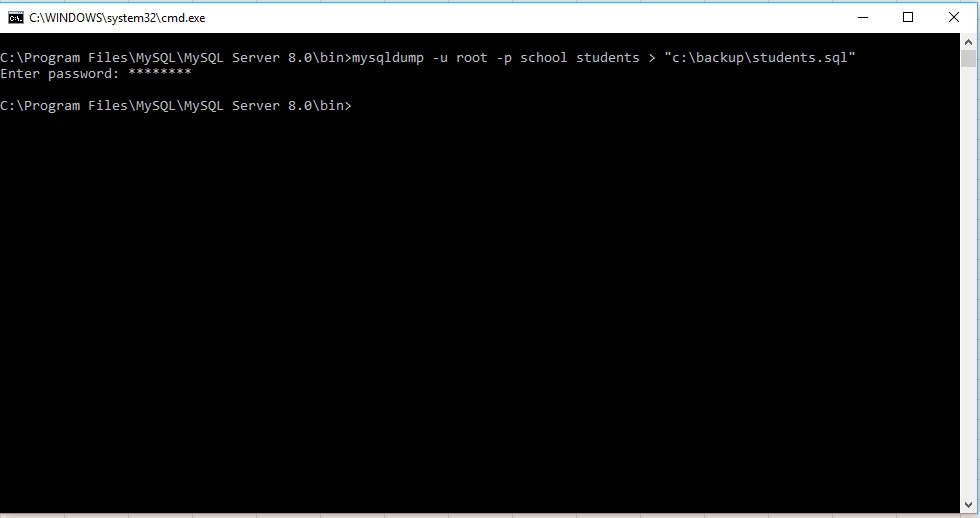 C:\WINDOWS\system32\cmd.exe
C:\Program Files\MySQL\MySQL Server 8.0\bin>mysqldump -u root -p school students > "c:\backup\students.sql"
Enter password: ********
C:\Program Files\MySQL\MySQL Server 8.0\bin>